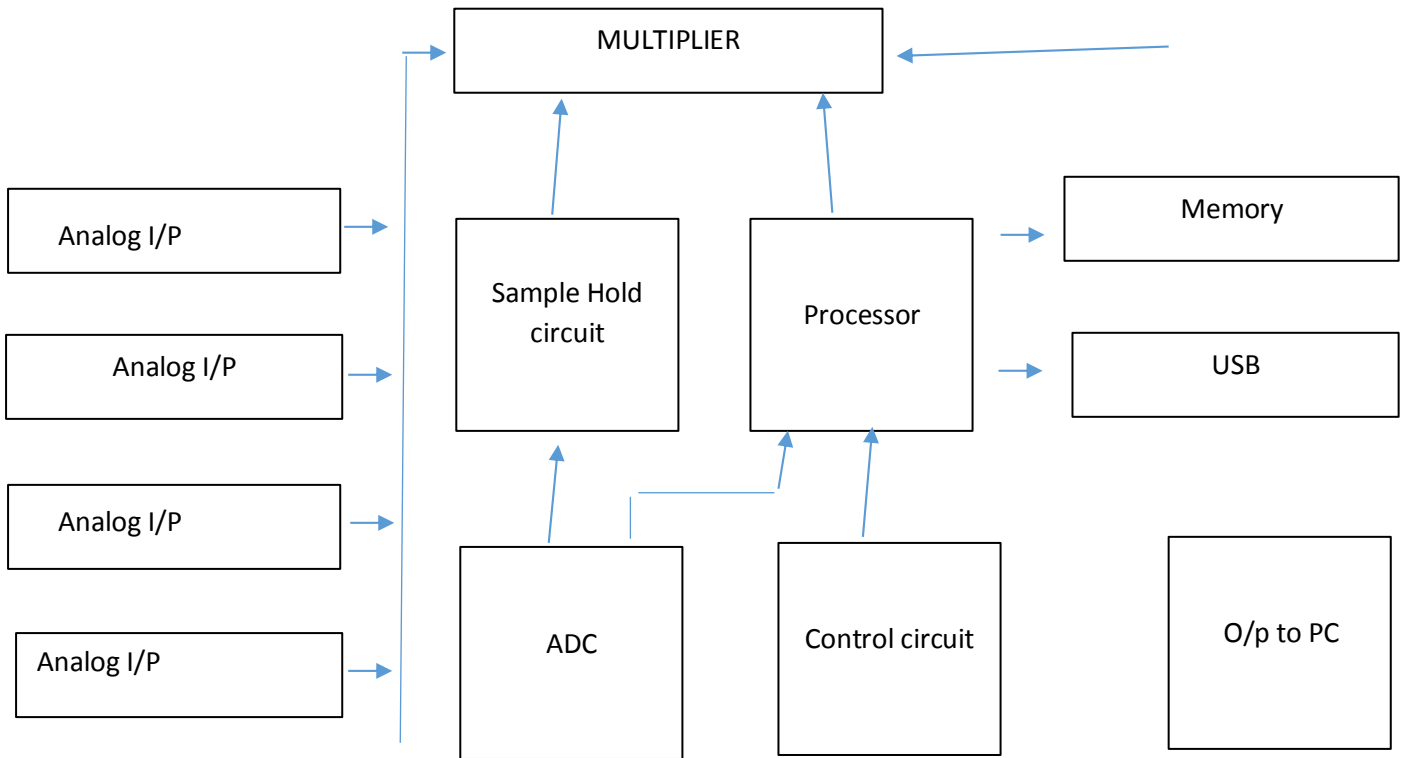 MULTIPLIER
Analog I/P
Analog I/P
Analog I/P
Analog I/P
Sample Hold
circuit
Processor
Memory
USB
ADC
Control circuit
O/p to PC